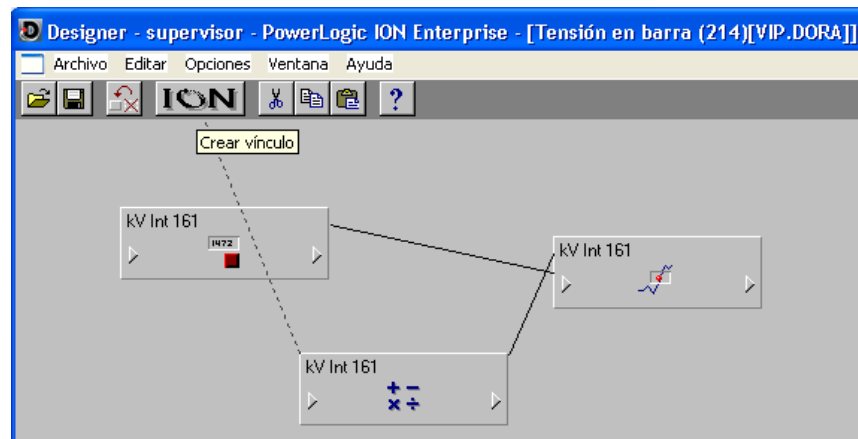 Designer - supervisor - PowerLogic ION Enterprise - [Tensión en barra (214)[VIP.DORA]]
Archivo Editar Opciones Ventana Ayuda
ION ?
Crear vínculo
kV Int 161
1472
kV Int 161
kV Int 161